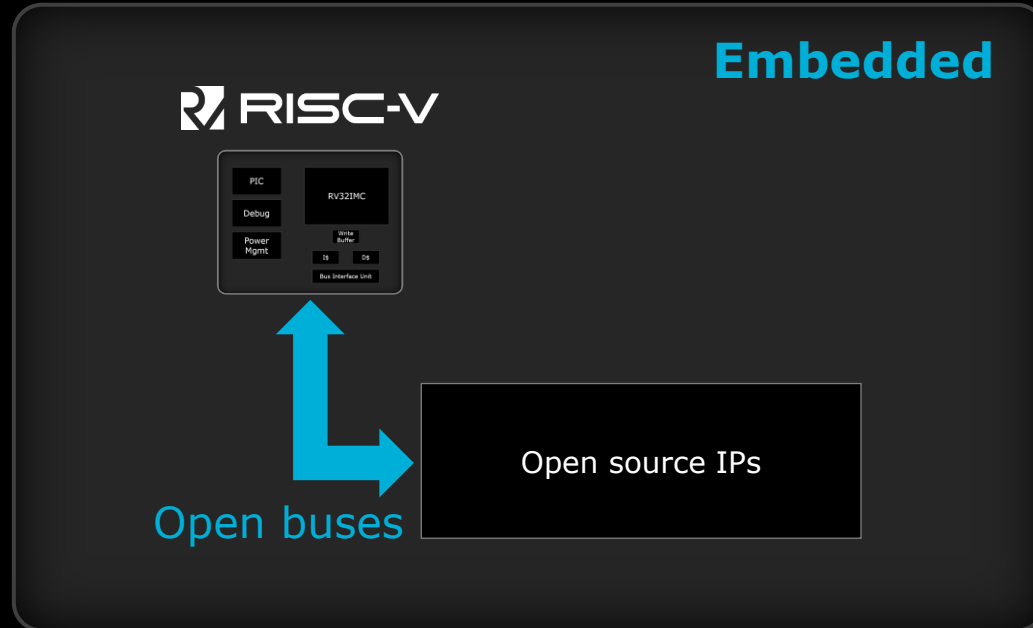 Embedded
RISC-V
PIC
RV32IMC
Debug
Write
Buffer
Power
Mgmt
I$
D$
Bus Interface Unit
Open source IPs
Open buses